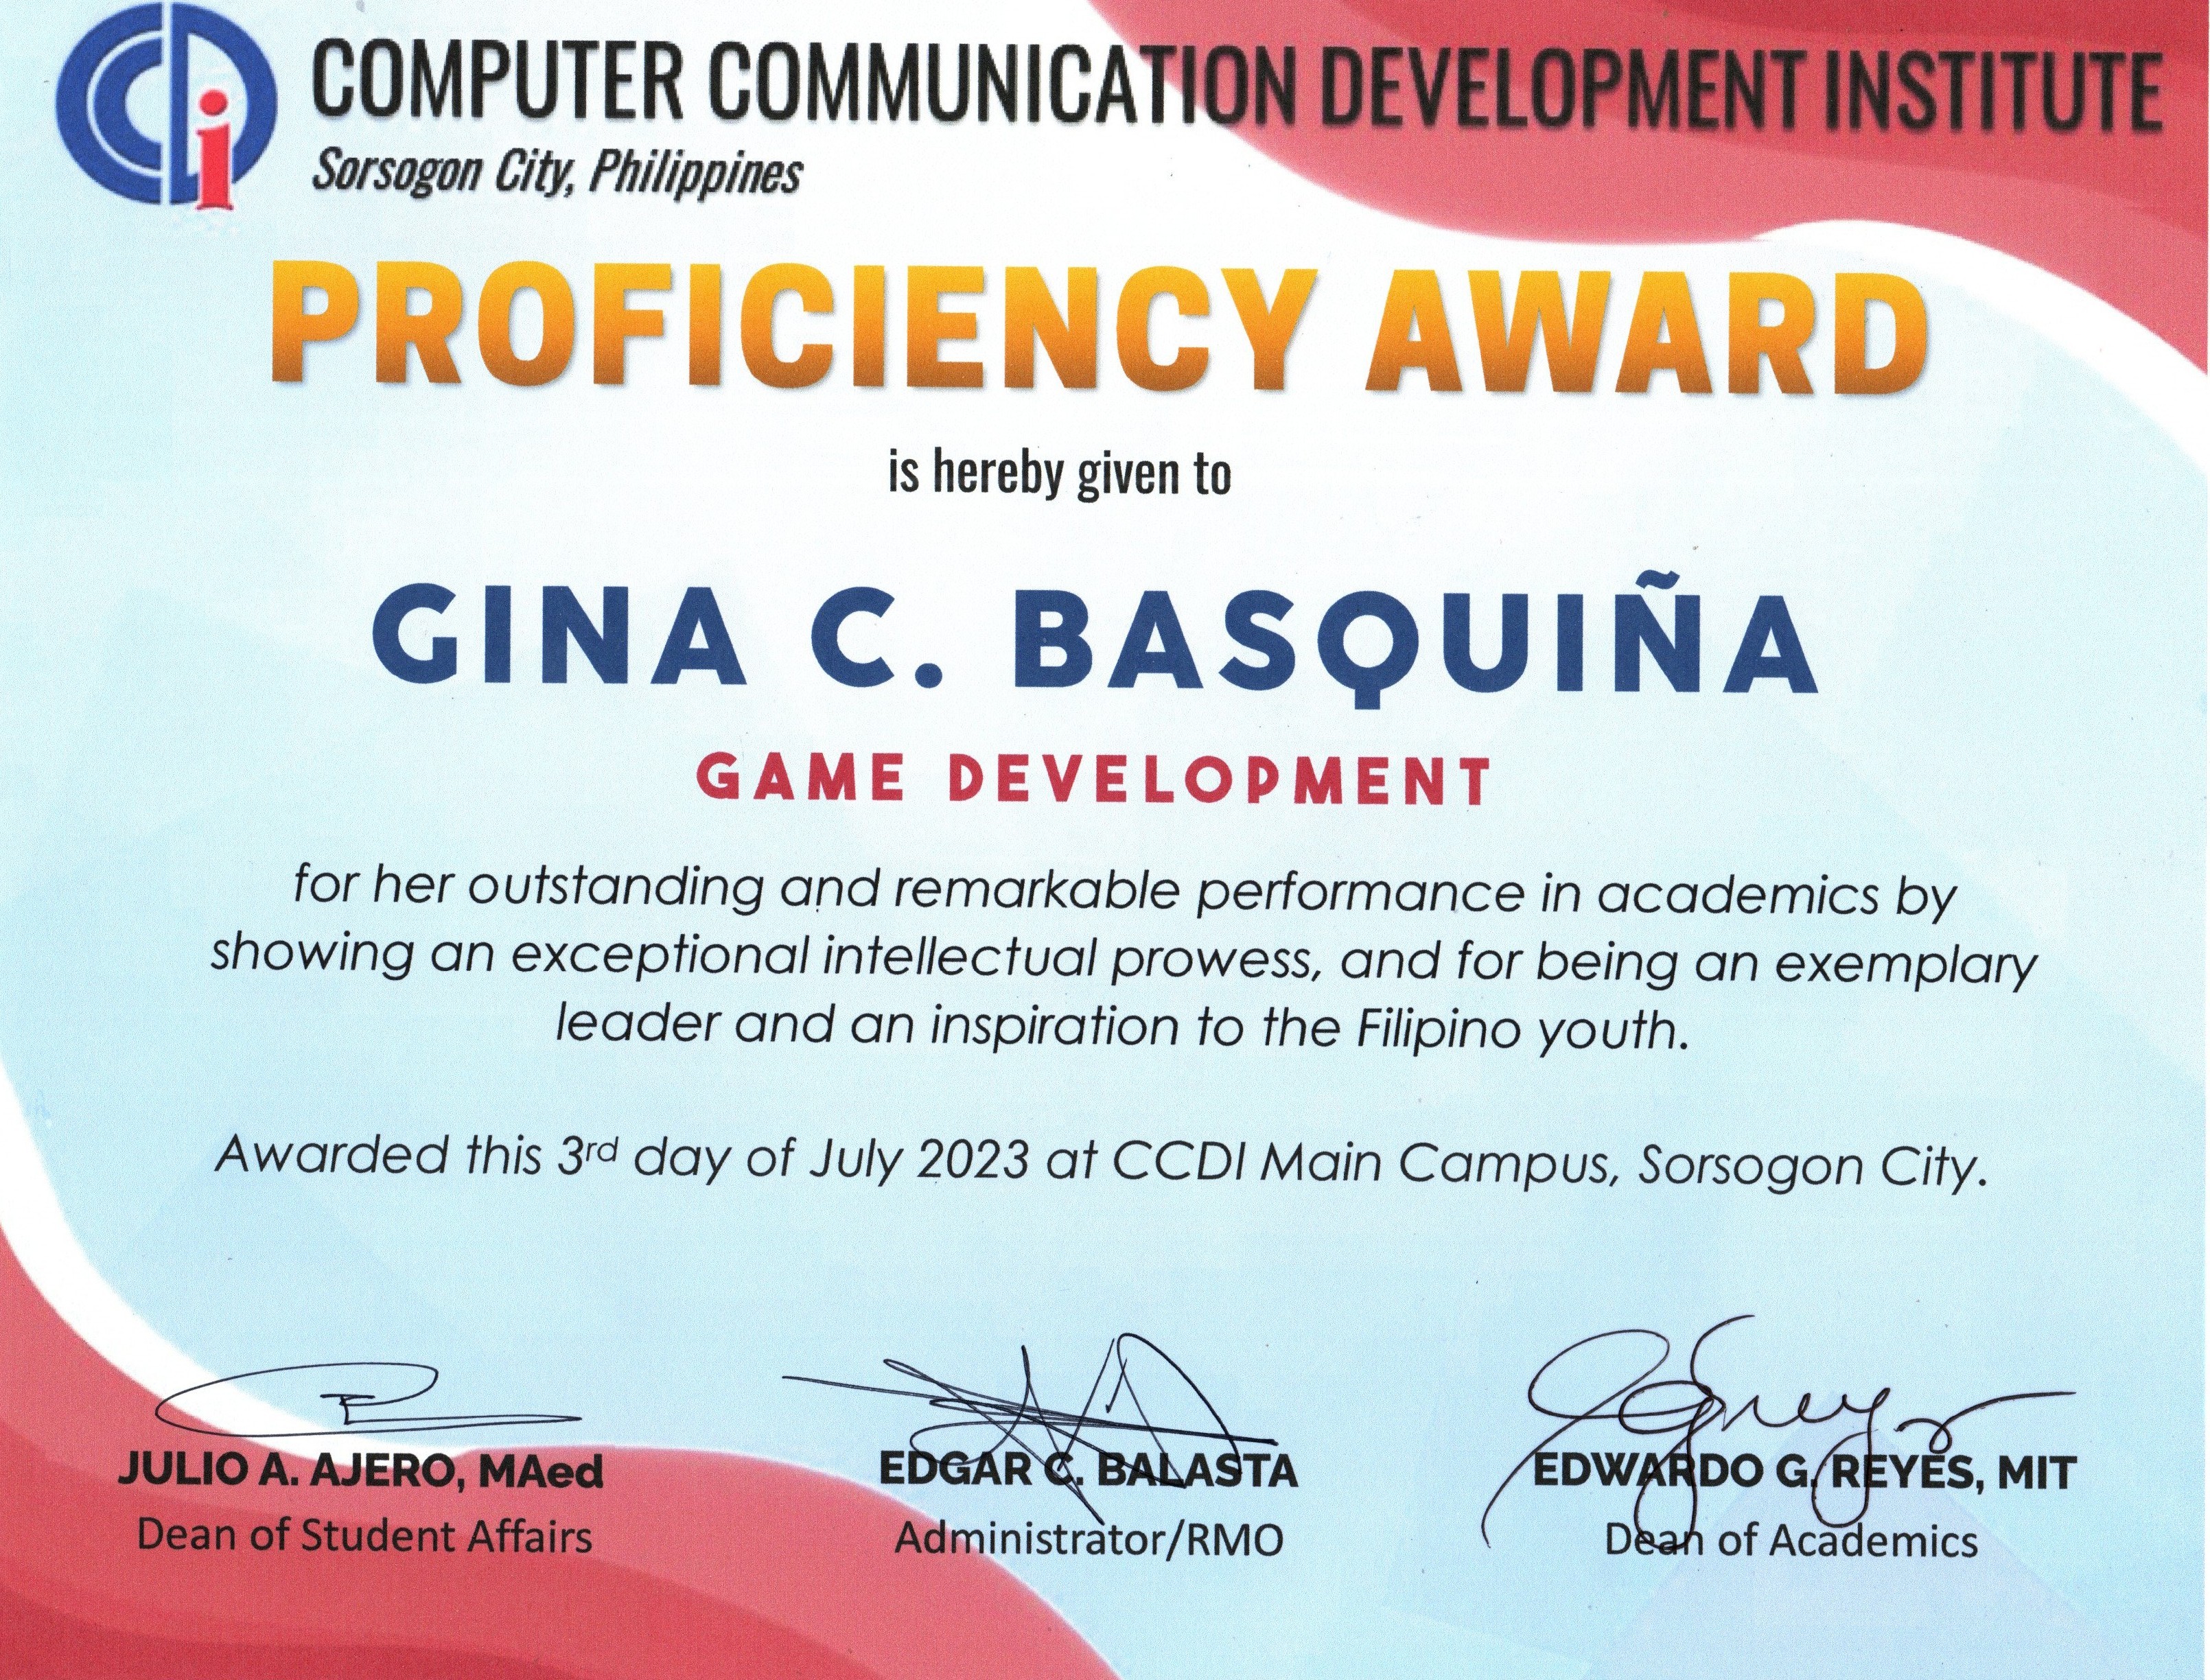 CCDi
COMPUTER COMMUNICATION DEVELOPMENT INSTITUTE
Sorsogon City, Philippines
PROFICIENCY AWARD
is hereby given to
GINA C. BASQUIÑA
GAME DEVELOPMENT
for her outstanding and remarkable performance in academics by
showing an exceptional intellectual prowess, and for being an exemplary
leader and an inspiration to the Filipino youth.
Awarded this 3rd day of July 2023 at CCDI Main Campus, Sorsogon City.
JULIO A. AJERO, MAed
Dean of Student Affairs
EDGAR C. BALASTA
Administrator/RMO
EDWARDO G. REYES, MIT
Dean of Academics